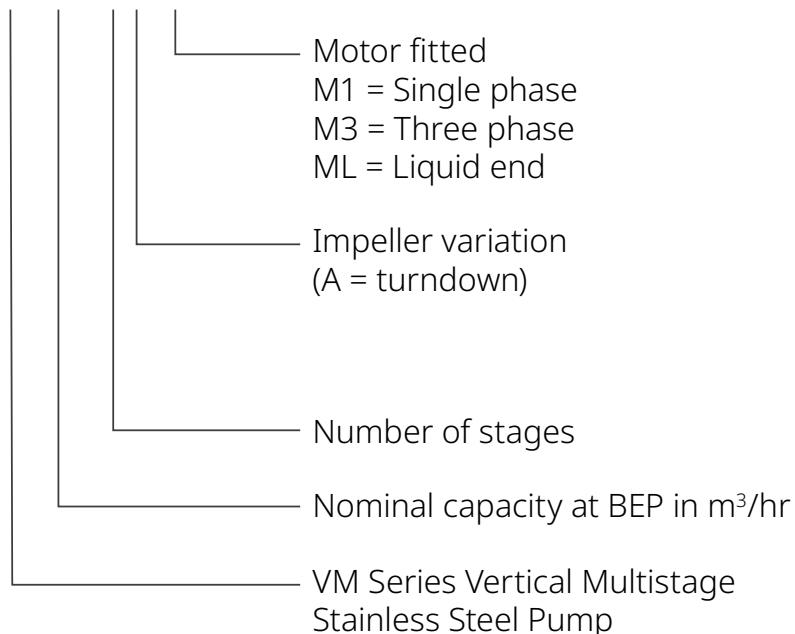 Motor fitted
M1 = Single phase
M3 = Three phase
ML = Liquid end
Impeller variation
(A = turndown)
Number of stages
Nominal capacity at BEP in m³/hr
VM Series Vertical Multistage
Stainless Steel Pump